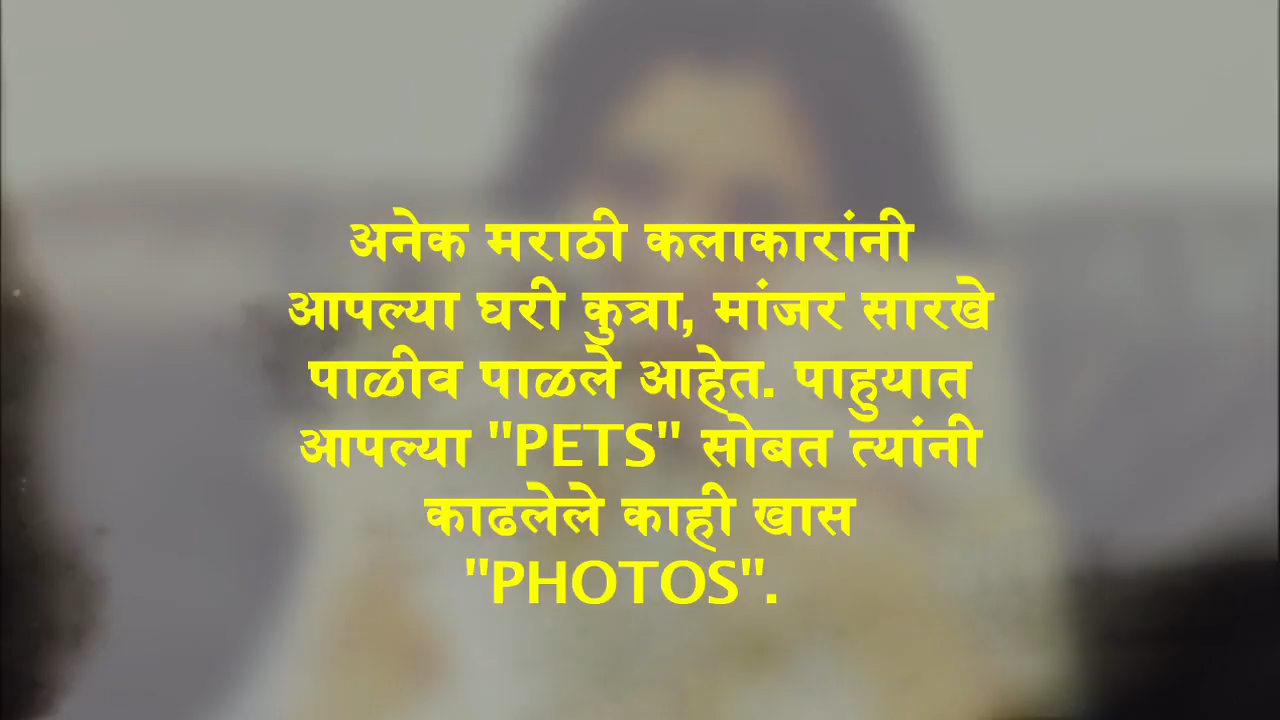 अनेक मराठी कलाकारांनी
आपल्या घरी कुत्रा, मांजर सारखे
पाळीव पाळले आहेत. पाहुयात
आपल्या "PETS" सोबत त्यांनी
काढलेले काही खास
"PHOTOS".